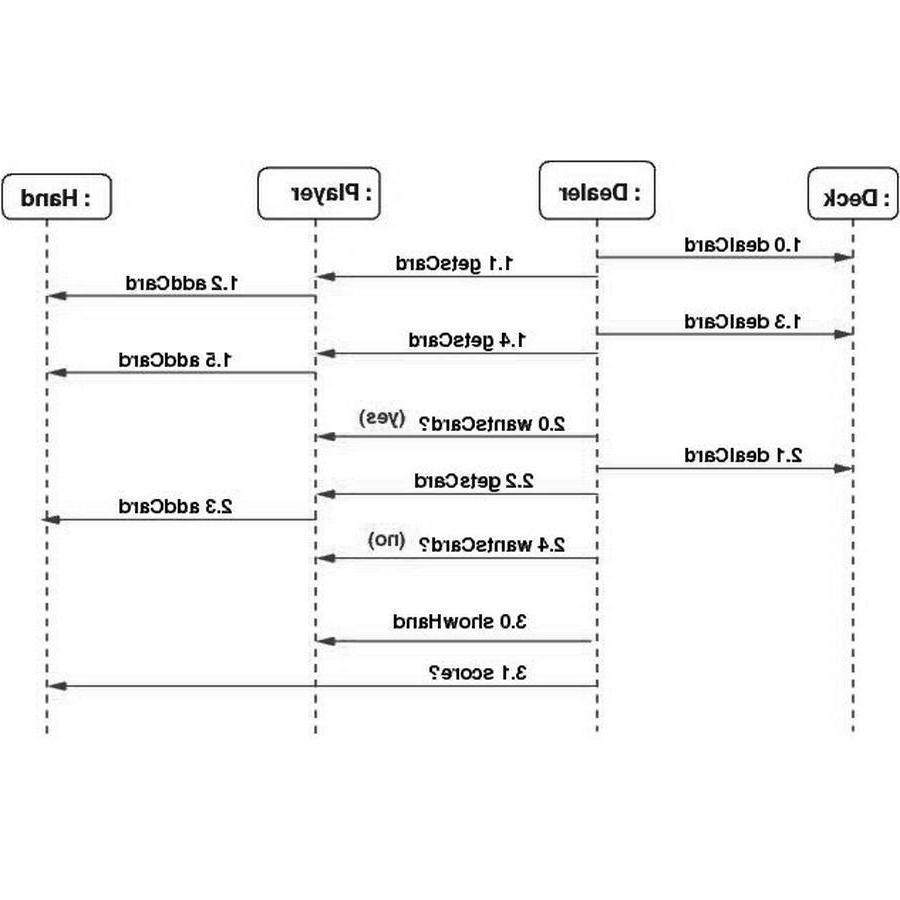 : Deck
: Dealer
: Player
: Hand
1.0 dealCard
1.1 getsCard
1.2 addCard
1.3 dealCard
1.4 getsCard
1.5 addCard
2.0 wantsCard? (yes)
2.1 dealCard
2.2 getsCard
2.3 addCard
2.4 wantsCard? (no)
3.0 showHand
3.1 score?